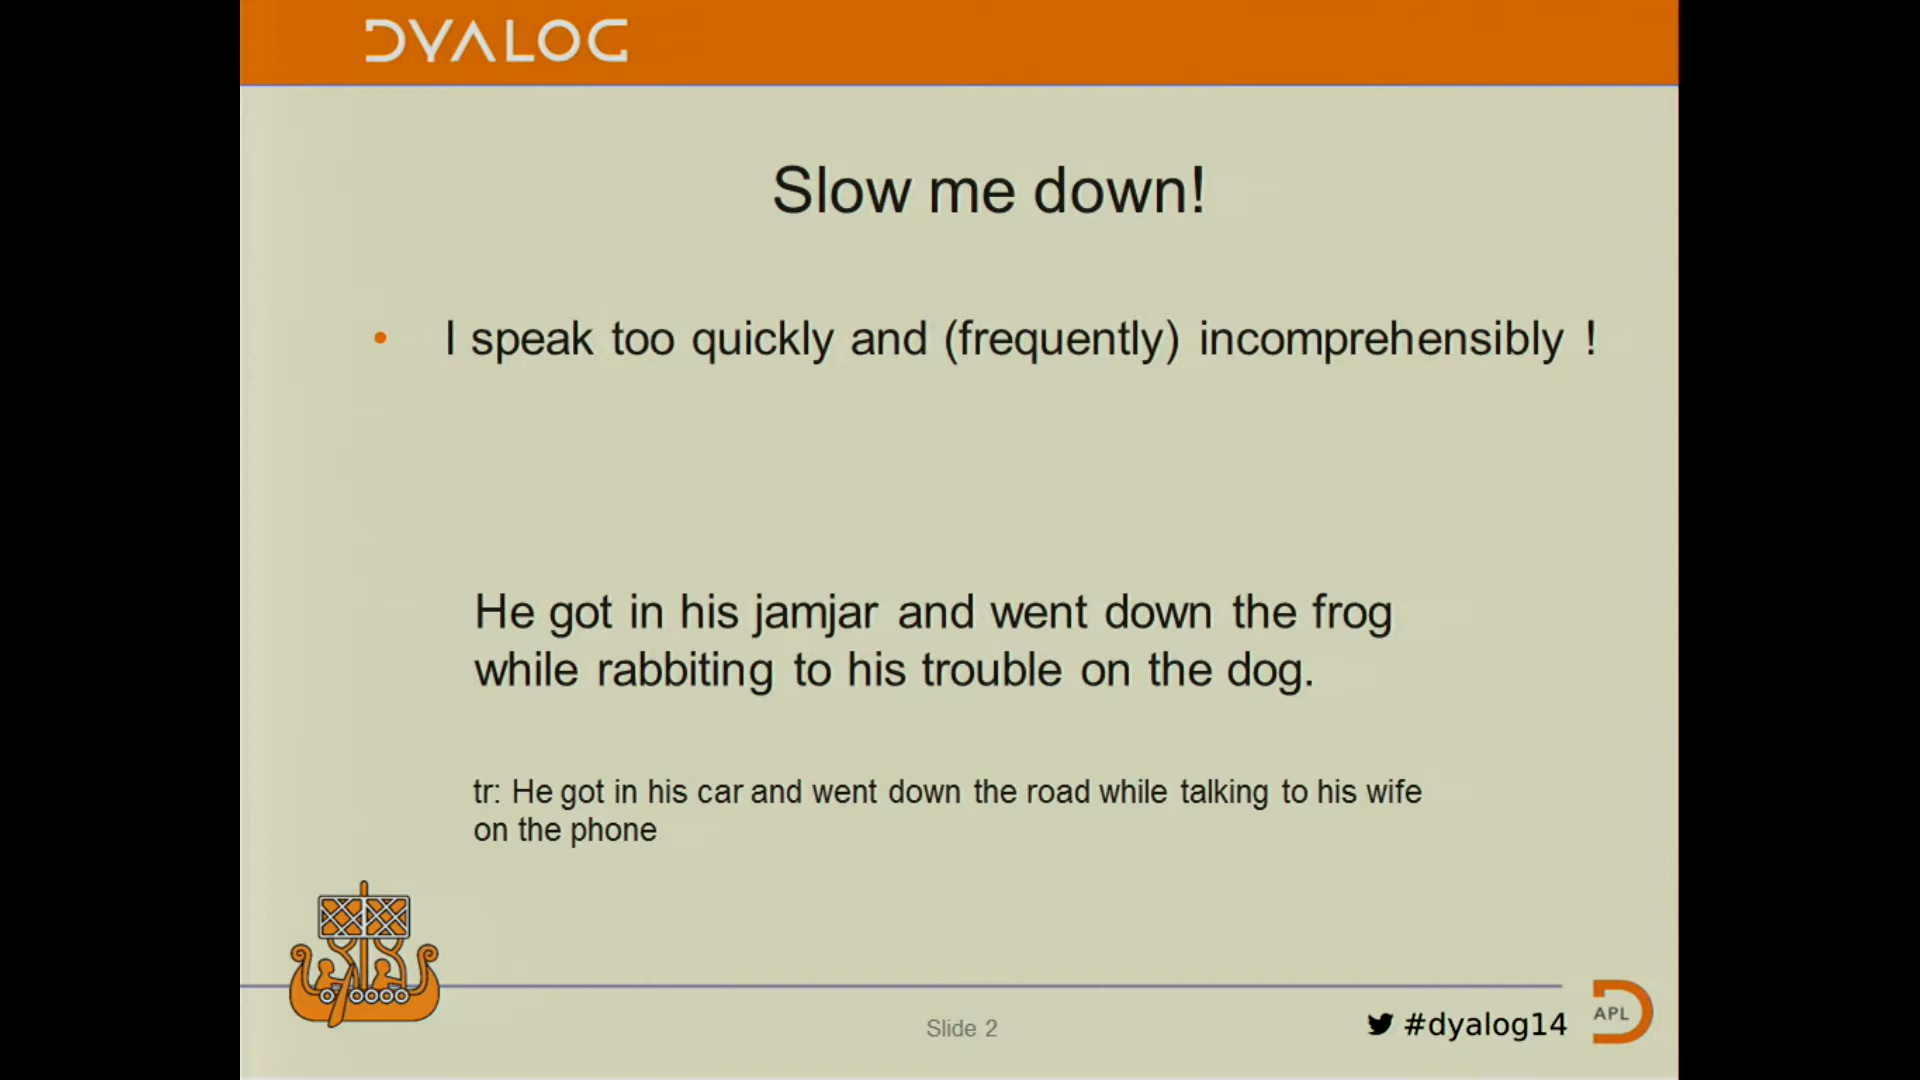 DYALOG
Slow me down!
• I speak too quickly and (frequently) incomprehensibly !
He got in his jamjar and went down the frog
while rabbiting to his trouble on the dog.
tr: He got in his car and went down the road while talking to his wife
on the phone
Slide 2
#dyalog14
APL